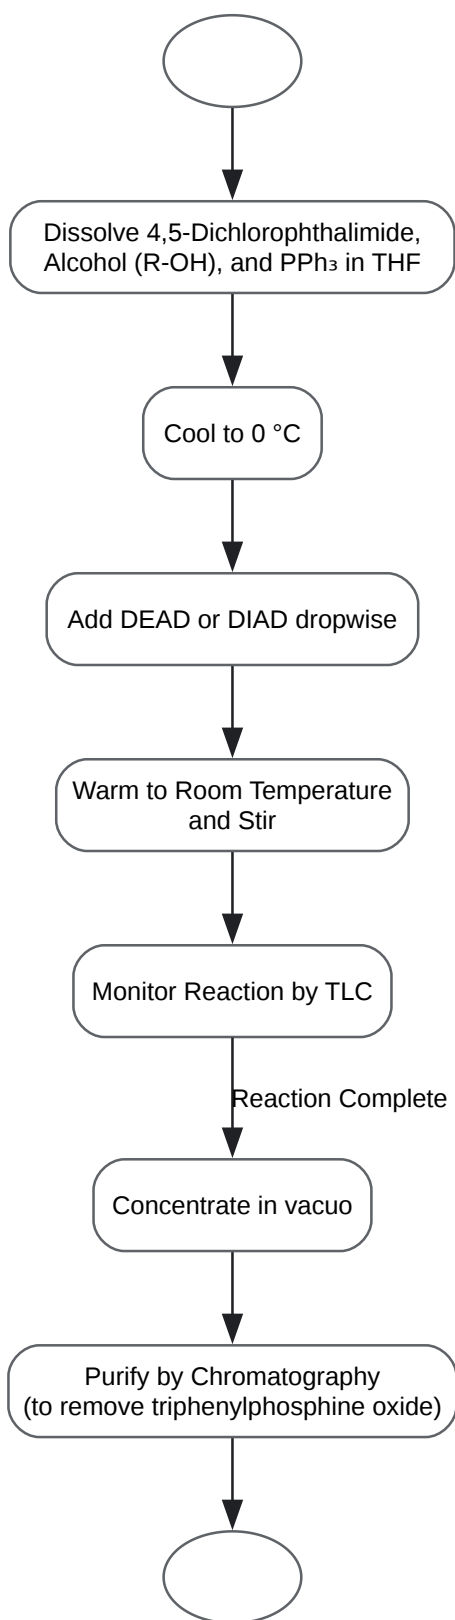 Dissolve 4,5-Dichlorophthalimide,
Alcohol (R-OH), and PPh₃ in THF
Cool to 0 °C
Add DEAD or DIAD dropwise
Warm to Room Temperature
and Stir
Monitor Reaction by TLC
Reaction Complete
Concentrate in vacuo
Purify by Chromatography
(to remove triphenylphosphine oxide)